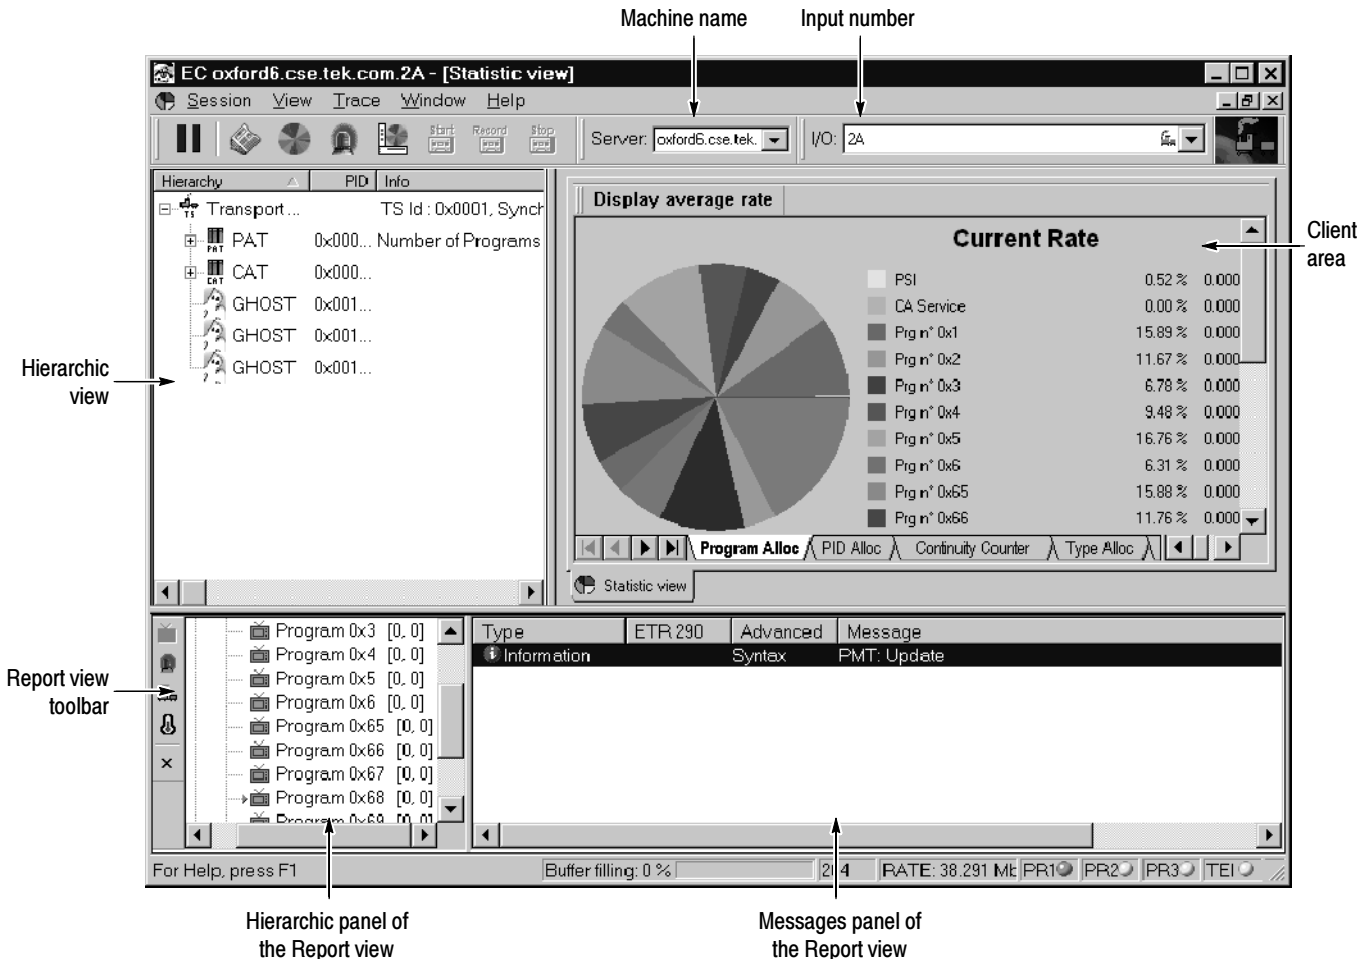 Machine name
Input number
EC oxford6.cse.tek.com.2A - [Statistic view]
Session View Trace Window Help
Start Record Stop
Server: oxford6.cse.tek.
I/O: 2A
Hierarchy PID Info
TS Transport ... TS Id : 0x0001, Synch
PAT PAT 0x000... Number of Programs
CAT CAT 0x000...
GHOST 0x001...
GHOST 0x001...
GHOST 0x001...
Display average rate
Current Rate
PSI 0.52 % 0.000
CA Service 0.00 % 0.000
Prg n° 0x1 15.89 % 0.000
Prg n° 0x2 11.67 % 0.000
Prg n° 0x3 6.78 % 0.000
Prg n° 0x4 9.48 % 0.000
Prg n° 0x5 16.76 % 0.000
Prg n° 0x6 6.31 % 0.000
Prg n° 0x65 15.88 % 0.000
Prg n° 0x66 11.76 % 0.000
Program Alloc PID Alloc Continuity Counter Type Alloc
Statistic view
Client
area
Hierarchic
view
Report view
toolbar
Program 0x3 [0, 0]
Program 0x4 [0, 0]
Program 0x5 [0, 0]
Program 0x6 [0, 0]
Program 0x65 [0, 0]
Program 0x66 [0, 0]
Program 0x67 [0, 0]
Program 0x68 [0, 0]
Program 0x69 [0, 0]
Type ETR 290 Advanced Message
Information Syntax PMT: Update
For Help, press F1
Buffer filling: 0 %
RATE: 38.291 Mb PR1 PR2 PR3 TEI
Hierarchic panel of
the Report view
Messages panel of
the Report view